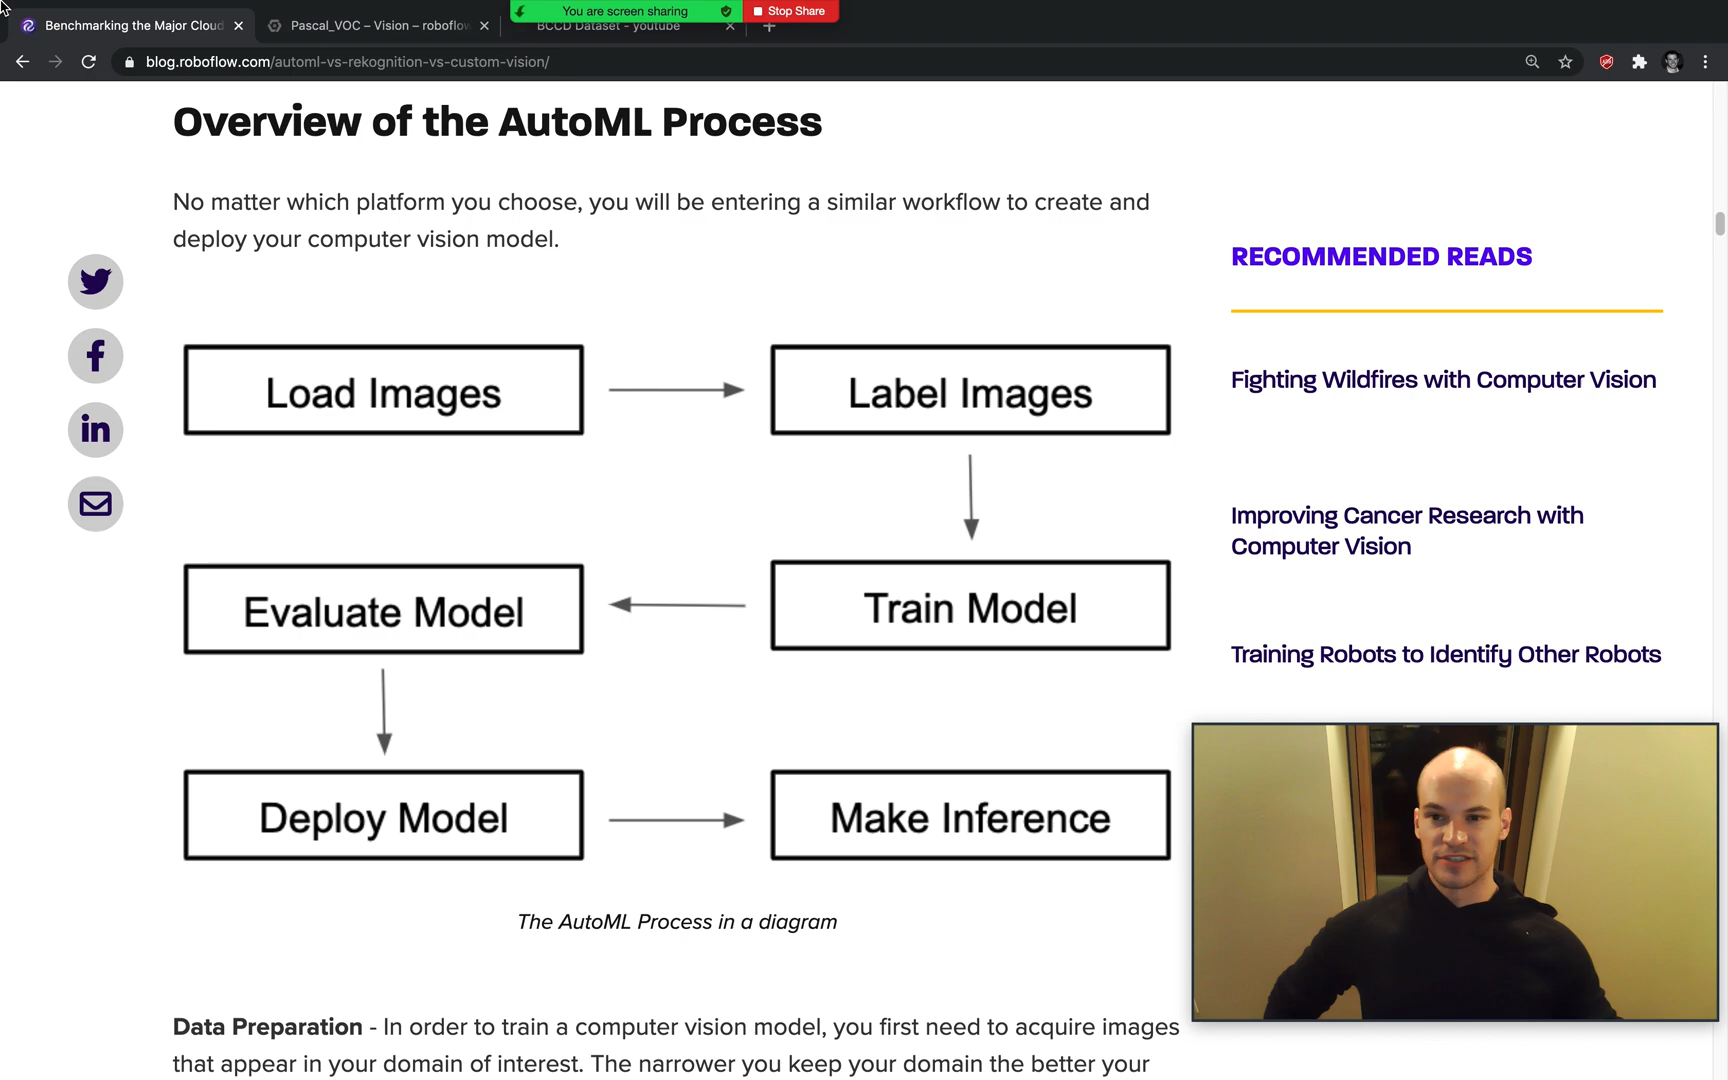 Benchmarking the Major Cloud
Pascal_VOC – Vision – roboflow
BCCD Dataset - youtube
You are screen sharing
Stop Share
blog.roboflow.com/automl-vs-rekognition-vs-custom-vision/
Overview of the AutoML Process
No matter which platform you choose, you will be entering a similar workflow to create and
deploy your computer vision model.
Load Images
Label Images
Evaluate Model
Train Model
Deploy Model
Make Inference
The AutoML Process in a diagram
Data Preparation - In order to train a computer vision model, you first need to acquire images
that appear in your domain of interest. The narrower you keep your domain the better your
RECOMMENDED READS
Fighting Wildfires with Computer Vision
Improving Cancer Research with
Computer Vision
Training Robots to Identify Other Robots